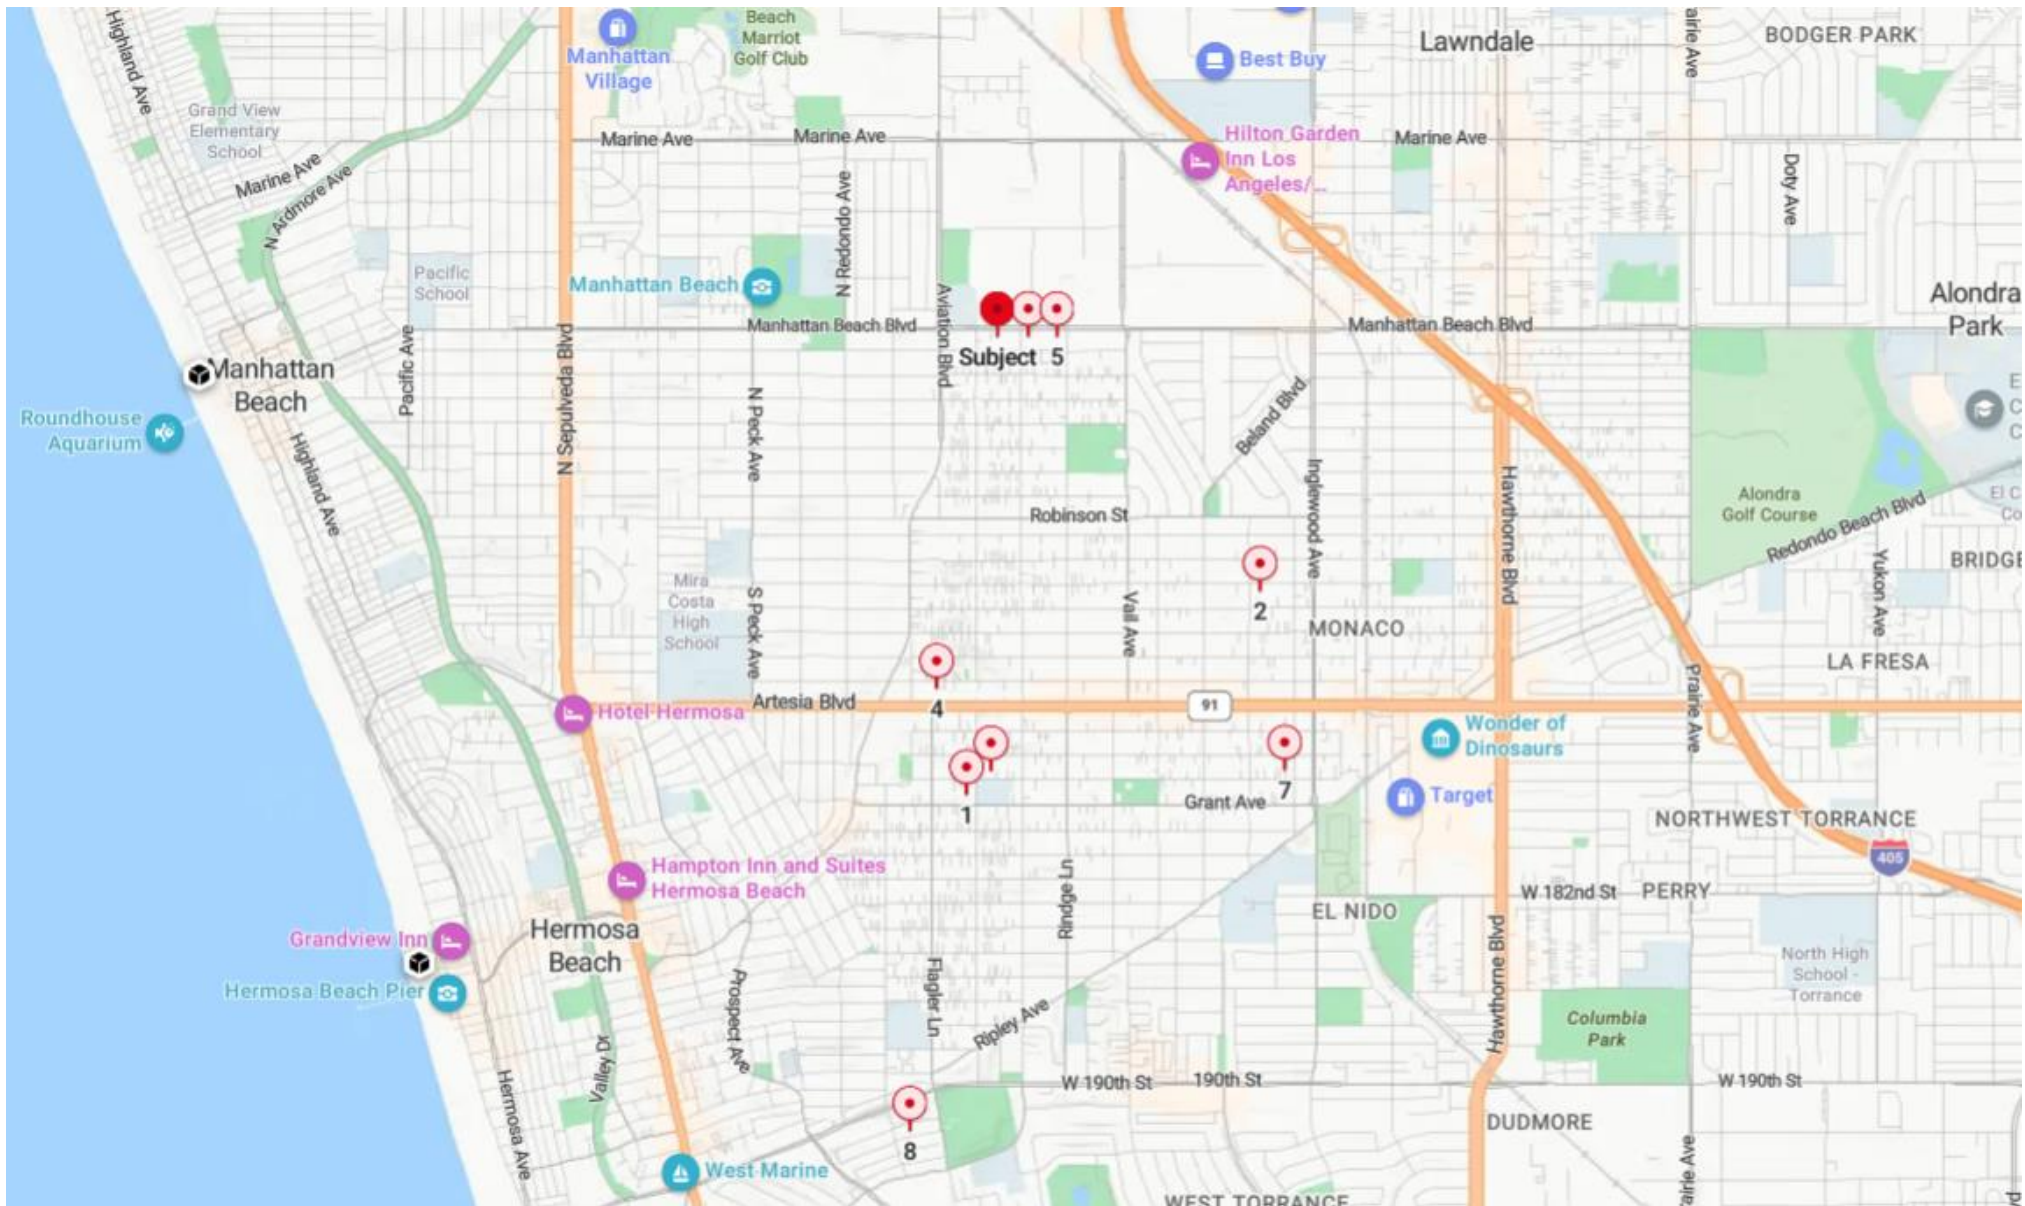 Highland Ave
Manhattan
Village
Beach
Marriot
Golf Club
Best Buy
Lawndale
BODGER PARK
Grand View
Elementary
School
Marine Ave
Marine Ave
Marine Ave
Hilton Garden
Inn Los
Angeles/...
Marine Ave
N Ardmore Ave
N Redondo Ave
Doty Ave
Pacific
School
Manhattan Beach
Aviation Blvd
Manhattan Beach Blvd
Manhattan Beach Blvd
Alondra
Park
Subject
5
Pacific Ave
N Sepulveda Blvd
Manhattan
Beach
Roundhouse
Aquarium
Highland Ave
N Peck Ave
Beland Blvd
Inglewood Ave
Hawthorne Blvd
Alondra
Golf Course
Redondo Beach Blvd
E
C
C
El C
Co
Robinson St
Yukon Ave
BRIDGE
Mira
Costa
High
School
S Peck Ave
Vail Ave
2
MONACO
LA FRESA
Prairie Ave
4
Artesia Blvd
91
Hotel Hermosa
Wonder of
Dinosaurs
Target
1
7
Grant Ave
NORTHWEST TORRANCE
405
Hampton Inn and Suites
Hermosa Beach
Rindge Ln
W 182nd St
PERRY
EL NIDO
Hermosa
Beach
Grandview Inn
Hermosa Beach Pier
Hawthorne Blvd
North High
School -
Torrance
Prospect Ave
Flagler Ln
Ripley Ave
Columbia
Park
Valley Dr
Hermosa Ave
W 190th St
190th St
W 190th St
DUDMORE
8
West Marine
airie Ave
airie Ave